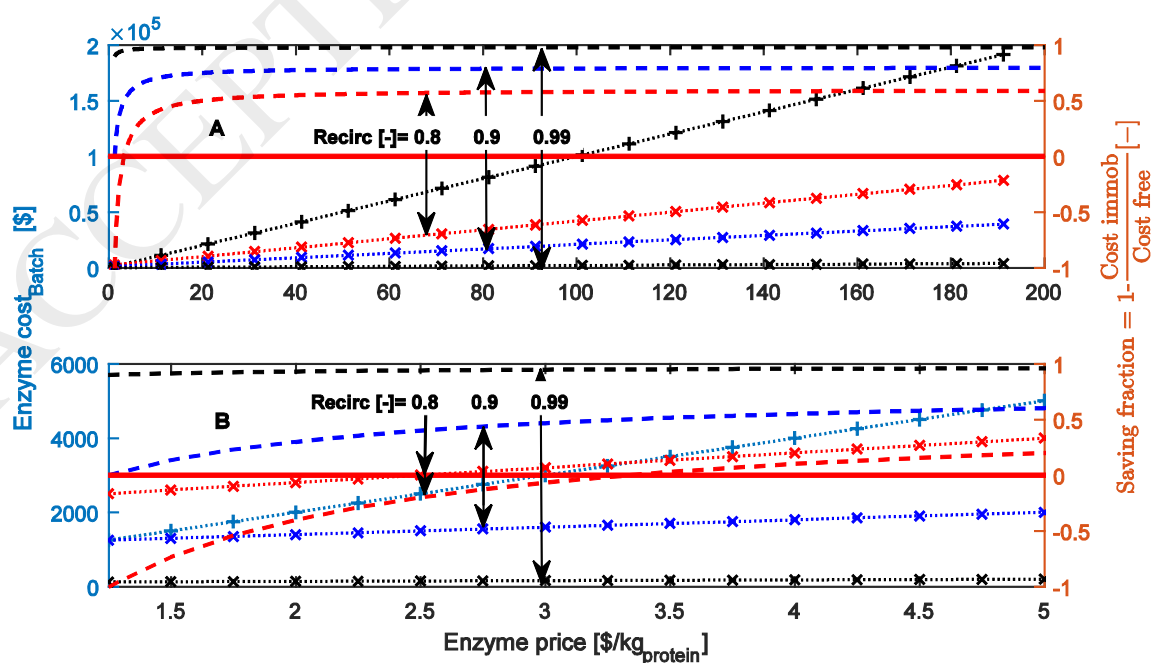 ACCEPT
×10⁵
2
1.5
1
0.5
0
1
0.5
0
-0.5
-1
A
Recirc [-]= 0.8 0.9 0.99
0 20 40 60 80 100 120 140 160 180 200
Enzyme cost_Batch [$]
Saving fraction = 1-Cost immob/Cost free[−]
6000
4000
2000
0
1
0.5
0
-0.5
-1
B
Recirc [-]= 0.8 0.9 0.99
1.5 2 2.5 3 3.5 4 4.5 5
Enzyme price [$/kg_protein]